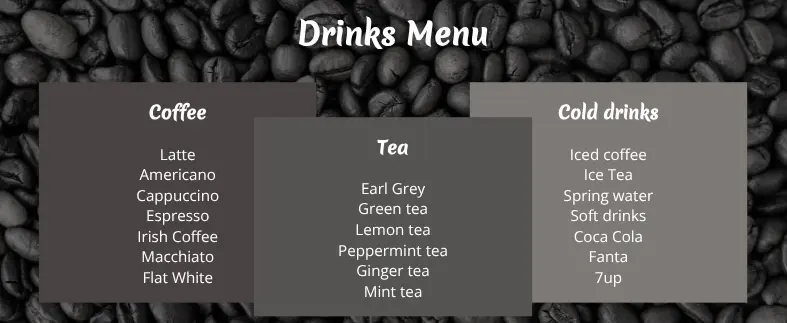 Drinks Menu
Coffee
Latte
Americano
Cappuccino
Espresso
Irish Coffee
Macchiato
Flat White
Tea
Earl Grey
Green tea
Lemon tea
Peppermint tea
Ginger tea
Mint tea
Cold drinks
Iced coffee
Ice Tea
Spring water
Soft drinks
Coca Cola
Fanta
7up